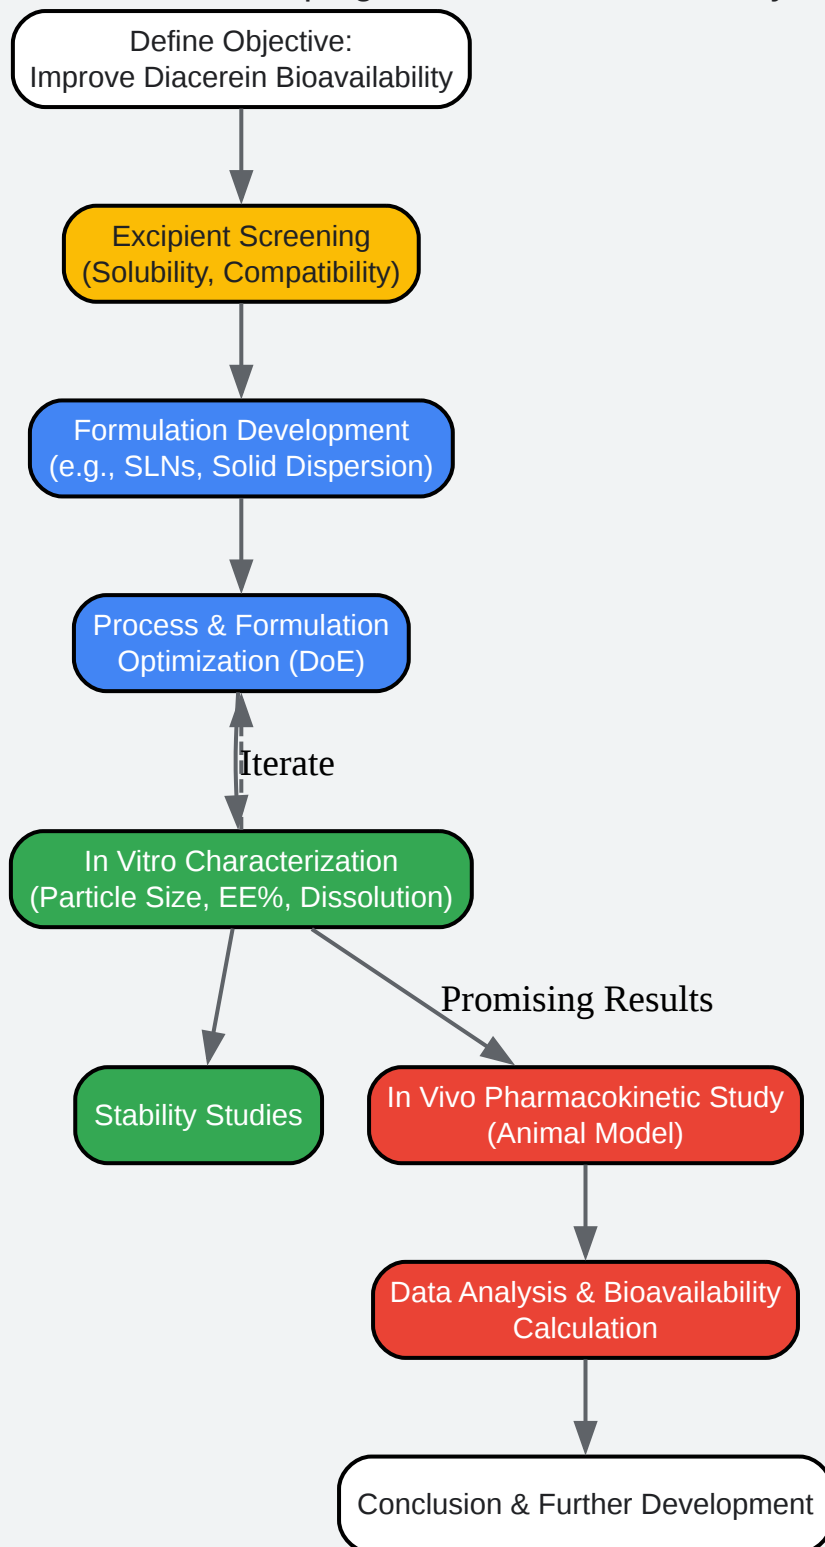 Define Objective:
Improve Diacerein Bioavailability
Excipient Screening
(Solubility, Compatibility)
Formulation Development
(e.g., SLNs, Solid Dispersion)
Process & Formulation
Optimization (DoE)
Iterate
In Vitro Characterization
(Particle Size, EE%, Dissolution)
Promising Results
Stability Studies
In Vivo Pharmacokinetic Study
(Animal Model)
Data Analysis & Bioavailability
Calculation
Conclusion & Further Development